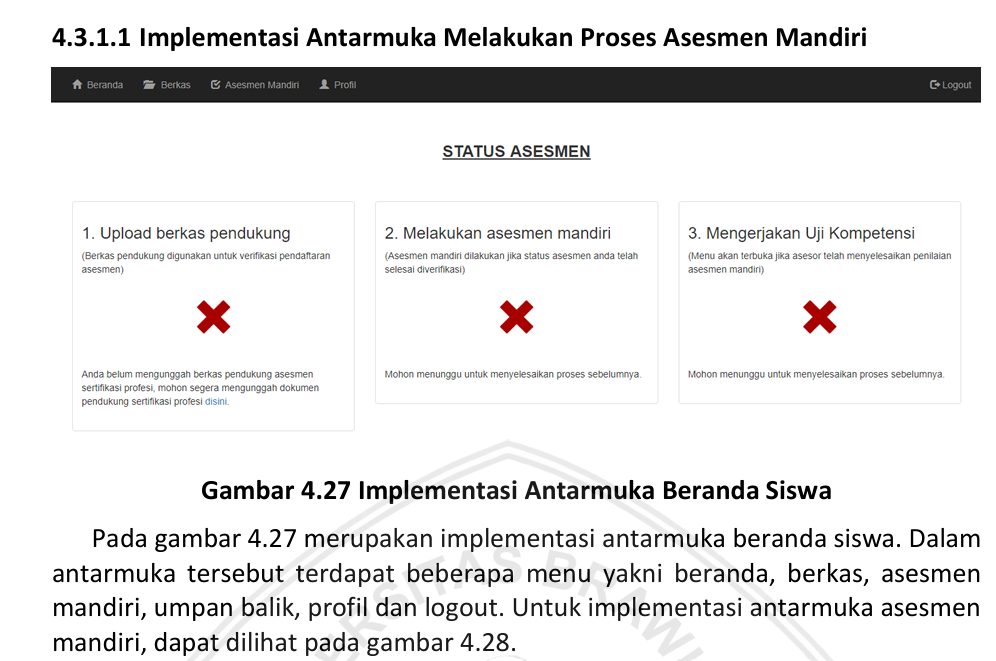 4.3.1.1 Implementasi Antarmuka Melakukan Proses Asesmen Mandiri
Beranda Berkas Asesmen Mandiri Profil Logout
STATUS ASESMEN
1. Upload berkas pendukung
(Berkas pendukung digunakan untuk verifikasi pendaftaran
asesmen)
Anda belum mengunggah berkas pendukung asesmen
sertifikasi profesi, mohon segera mengunggah dokumen
pendukung sertifikasi profesi disini.
2. Melakukan asesmen mandiri
(Asesmen mandiri dilakukan jika status asesmen anda telah
selesai diverifikasi)
Mohon menunggu untuk menyelesaikan proses sebelumnya.
3. Mengerjakan Uji Kompetensi
(Menu akan terbuka jika asesor telah menyelesaikan penilaian
asesmen mandiri)
Mohon menunggu untuk menyelesaikan proses sebelumnya.
Gambar 4.27 Implementasi Antarmuka Beranda Siswa
Pada gambar 4.27 merupakan implementasi antarmuka beranda siswa. Dalam
antarmuka tersebut terdapat beberapa menu yakni beranda, berkas, asesmen
mandiri, umpan balik, profil dan logout. Untuk implementasi antarmuka asesmen
mandiri, dapat dilihat pada gambar 4.28.